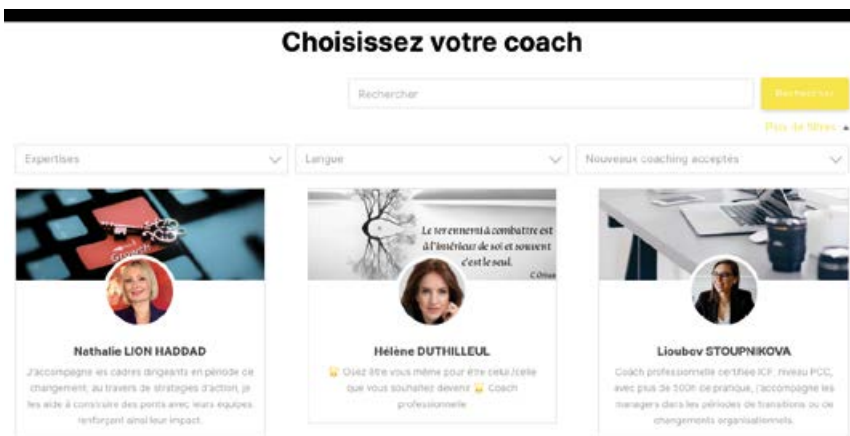 Choisissez votre coach
Rechercher
Rechercher
Plus de filtres
Expertises
Langue
Nouveaux coaching acceptés
Growth
Le 1er ennemi à combattre est
à l'intérieur de soi et souvent
c'est le seul.
Nathalie LION HADDAD
J'accompagne les cadres dirigeants en période de
changement, au travers de stratégies d'action, je
les aide à construire des ponts avec leurs équipes,
renforçant ainsi leur impact.
Hélène DUTHILLEUL
Osez être vous même pour être celui /celle
que vous souhaitez devenir Coach
professionnelle
Lioubov STOUPNIKOVA
Coach professionnelle certifiée ICF, niveau PCC,
avec plus de 500h de pratique, j'accompagne les
managers dans les périodes de transitions ou de
changements organisationnels.